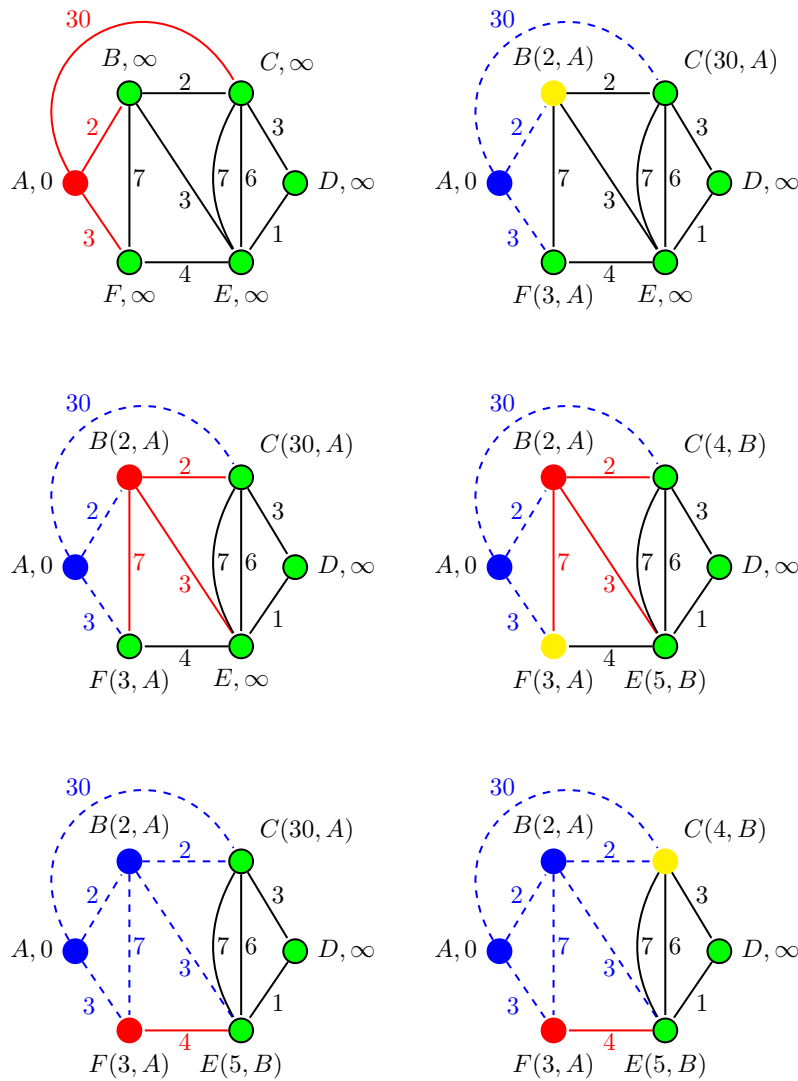 30
B, ∞
C, ∞
2
2
3
A, 0
7
7
6
D, ∞
3
3
1
4
F, ∞
E, ∞
30
B(2, A)
C(30, A)
2
2
3
A, 0
7
7
6
D, ∞
3
3
1
4
F(3, A)
E, ∞
30
B(2, A)
C(30, A)
2
2
3
A, 0
7
7
6
D, ∞
3
3
1
4
F(3, A)
E, ∞
30
B(2, A)
C(4, B)
2
2
3
A, 0
7
7
6
D, ∞
3
3
1
4
F(3, A)
E(5, B)
30
B(2, A)
C(30, A)
2
2
3
A, 0
7
7
6
D, ∞
3
3
1
4
F(3, A)
E(5, B)
30
B(2, A)
C(4, B)
2
2
3
A, 0
7
7
6
D, ∞
3
3
1
4
F(3, A)
E(5, B)